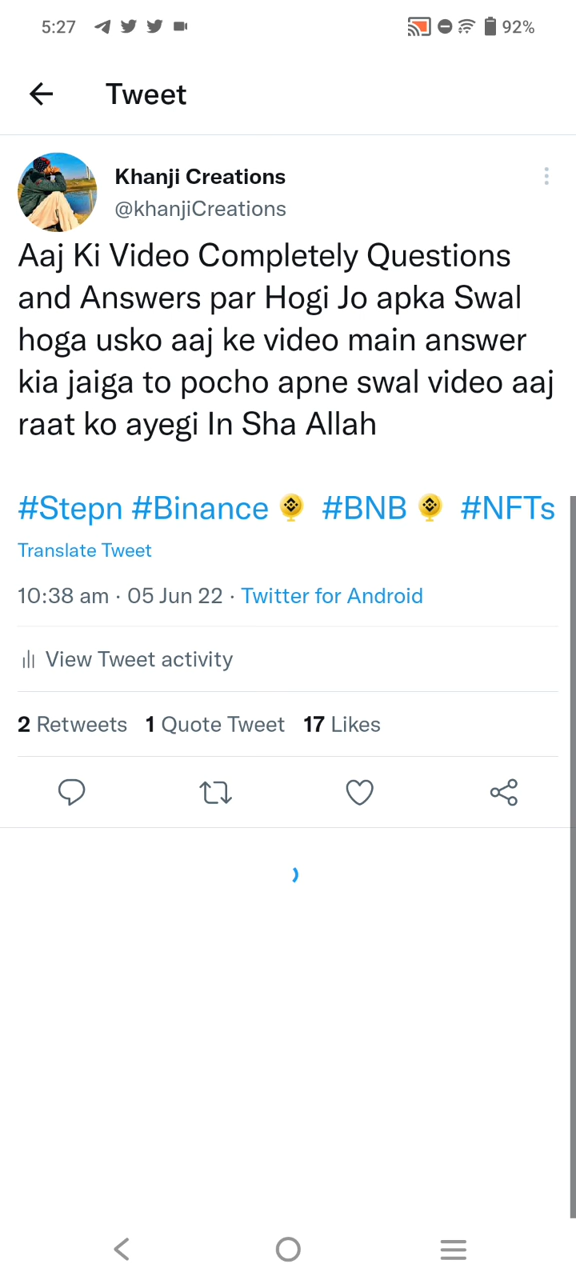 5:27 92%
Tweet
Khanji Creations
@khanjiCreations
Aaj Ki Video Completely Questions
and Answers par Hogi Jo apka Swal
hoga usko aaj ke video main answer
kia jaiga to pocho apne swal video aaj
raat ko ayegi In Sha Allah
#Stepn #Binance #BNB #NFTs
Translate Tweet
10:38 am · 05 Jun 22 · Twitter for Android
View Tweet activity
2 Retweets 1 Quote Tweet 17 Likes